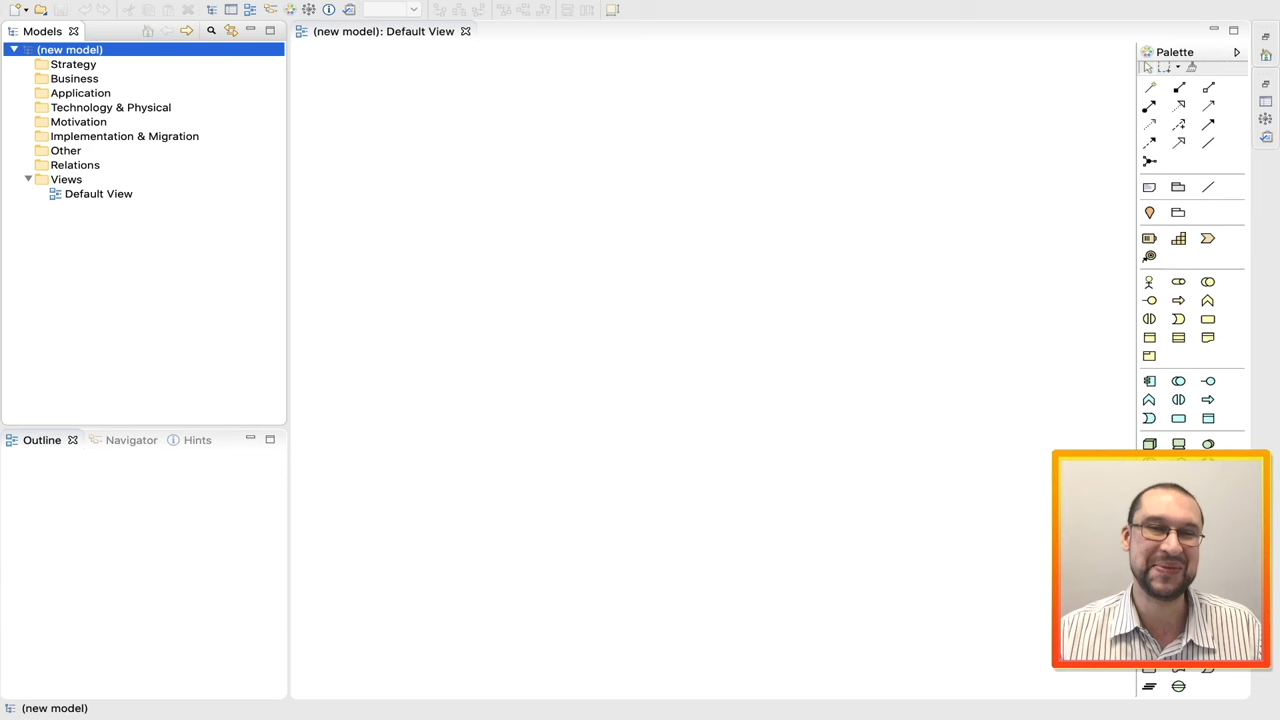 Models
(new model): Default View
(new model)
Strategy
Business
Application
Technology & Physical
Motivation
Implementation & Migration
Other
Relations
Views
Default View
Palette
Outline
Navigator
Hints
(new model)